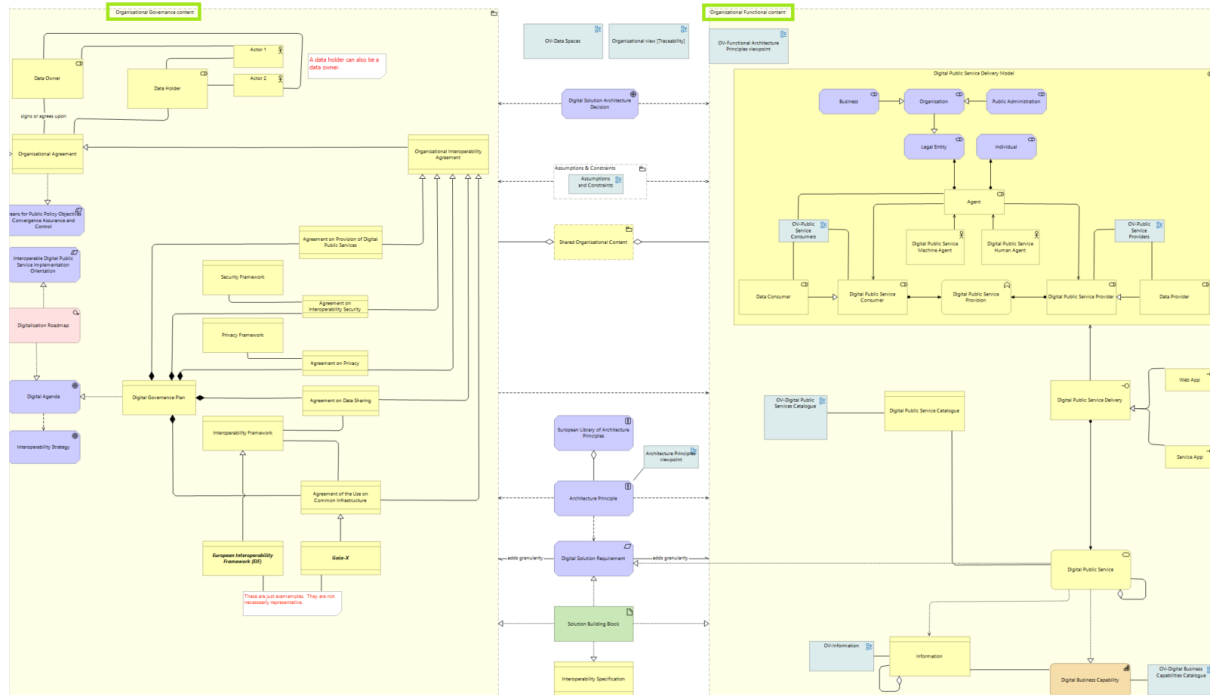 Organisational Governance content
Actor 1
A data holder can also be a
data owner.
Data Owner
Actor 2
Data Holder
signs or agrees upon
Organisational Agreement
Organisational Interoperability
Agreement
eans for Public Policy Objectives
Convergence Assurance and
Control
Agreement on Provision of Digital
Public Services
Interoperable Digital Public
Service Implementation
Orientation
Security Framework
Agreement on
Interoperability Security
Digitalisation Roadmap
Privacy Framework
Agreement on Privacy
Digital Agenda
Digital Governance Plan
Agreement on Data Sharing
Interoperability Framework
Interoperability Strategy
Agreement of the Use on
Common Infrastructure
European Interoperability
Framework (EIF)
Gaia-X
These are just exemamples. They are not
necessearly representative.
OV-Data Spaces
Organisational view [Traceability]
Digital Solution Architecture
Decision
Assumptions & Constraints
Assumptions
and Constraints
Shared Organisational Content
European Library of Architecture
Principles
Architecture Principles
viewpoint
Architecture Principle
adds granularity
Digital Solution Requirement
adds granularity
Solution Building Block
Interoperability Specification
Organisational Functional content
OV-Functional Architecture
Principles viewpoint
Digital Public Service Delivery Model
Business
Organisation
Public Administration
Legal Entity
Individual
Agent
OV-Public
Service
Consumers
OV-Public
Service
Providers
Digital Public Service
Machine Agent
Digital Public Service
Human Agent
Data Consumer
Digital Public Service
Consumer
Digital Public Service
Provision
Digital Public Service Provider
Data Provider
Web App
OV-Digital Public
Services Catalogue
Digital Public Service Catalogue
Digital Public Service Delivery
Service App
Digital Public Service
OV-Information
Information
Digital Business Capability
OV-Digital Business
Capabilities Catalogue